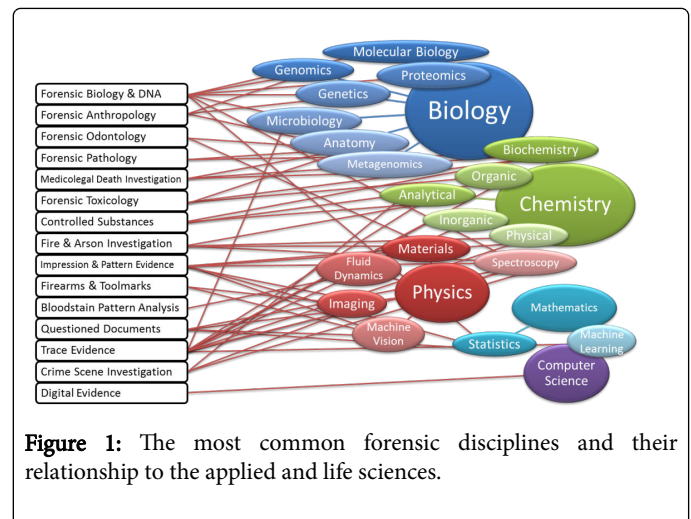 Molecular Biology
Genomics
Proteomics
Forensic Biology & DNA
Genetics
Forensic Anthropology
Biology
Microbiology
Forensic Odontology
Anatomy
Biochemistry
Forensic Pathology
Metagenomics
Medicolegal Death Investigation
Organic
Forensic Toxicology
Analytical
Chemistry
Controlled Substances
Inorganic
Physical
Fire & Arson Investigation
Materials
Impression & Pattern Evidence
Fluid
Dynamics
Spectroscopy
Firearms & Toolmarks
Physics
Bloodstain Pattern Analysis
Imaging
Mathematics
Questioned Documents
Machine
Vision
Trace Evidence
Statistics
Machine
Learning
Crime Scene Investigation
Computer
Science
Digital Evidence
Figure 1: The most common forensic disciplines and their
relationship to the applied and life sciences.